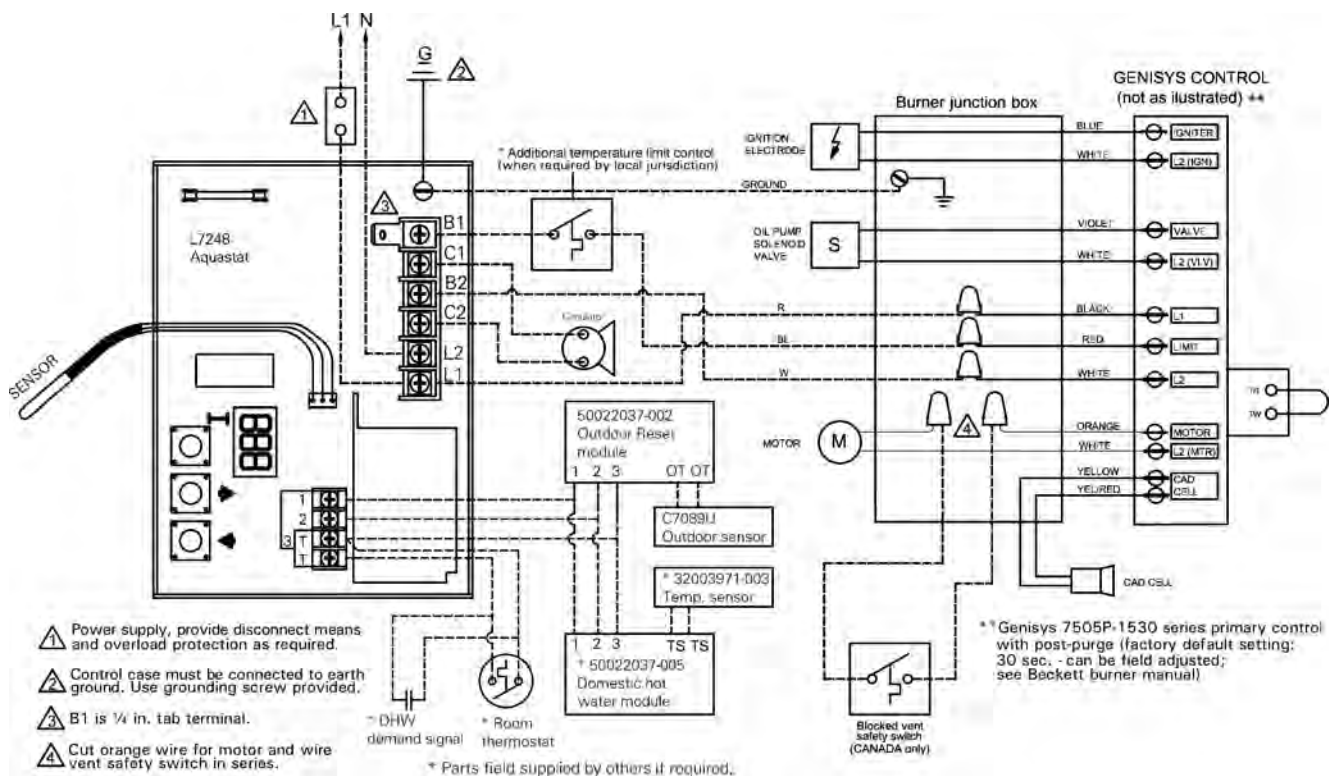 L1 N
G
2
1
GENISYS CONTROL
(not as ilustrated) **
Burner junction box
IGNITION
ELECTRODE
BLUE
IGNITER
WHITE
L2 (IGN)
* Additional temperature limit control
(when required by local jurisdiction)
GROUND
3
B1
C1
B2
C2
L2
L1
L7248
Aquastat
OIL PUMP
SOLENOID
VALVE
S
VIOLET
VALVE
WHITE
L2 (VLV)
Circulator
R
BLACK
L1
BL
RED
LIMIT
W
WHITE
L2
SENSOR
TW
TW
50022037-002
Outdoor Reset
module
1 2 3 OT OT
MOTOR
M
4
ORANGE
MOTOR
WHITE
L2 (MTR)
YELLOW
YEL/RED
CAD
CELL
1
2
3 T
T
C7089U
Outdoor sensor
* 32003971-003
Temp. sensor
CAD CELL
1 2 3 TS TS
* 50022037-005
Domestic hot
water module
* DHW
demand signal
* Room
thermostat
Blocked vent
safety switch
(CANADA only)
**Genisys 7505P-1530 series primary control
with post-purge (factory default setting:
30 sec. - can be field adjusted;
see Beckett burner manual)
1 Power supply, provide disconnect means
and overload protection as required.
2 Control case must be connected to earth
ground. Use grounding screw provided.
3 B1 is ¼ in. tab terminal.
4 Cut orange wire for motor and wire
vent safety switch in series.
* Parts field supplied by others if required.